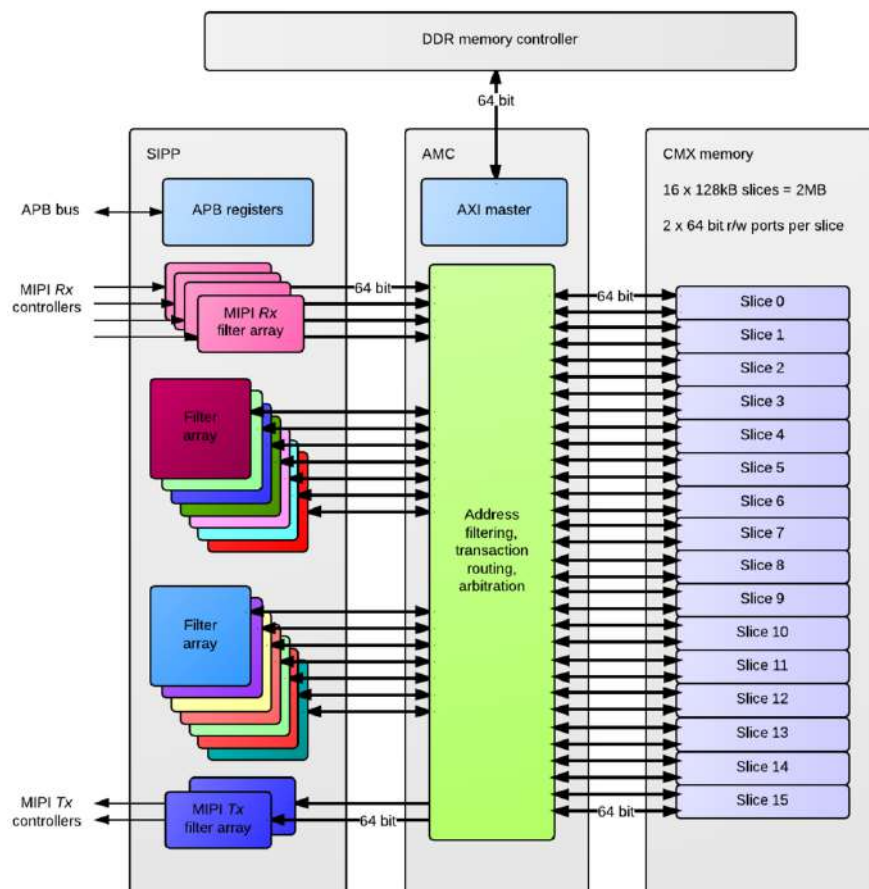 DDR memory controller
64 bit
SIPP
AMC
CMX memory
16 x 128kB slices = 2MB
2 x 64 bit r/w ports per slice
APB bus
APB registers
AXI master
MIPI Rx
controllers
64 bit
MIPI Rx
filter array
64 bit
Slice 0
Slice 1
Slice 2
Slice 3
Slice 4
Slice 5
Slice 6
Slice 7
Slice 8
Slice 9
Slice 10
Slice 11
Slice 12
Slice 13
Slice 14
Slice 15
Filter
array
Address
filtering,
transaction
routing,
arbitration
Filter
array
MIPI Tx
controllers
MIPI Tx
filter array
64 bit
64 bit